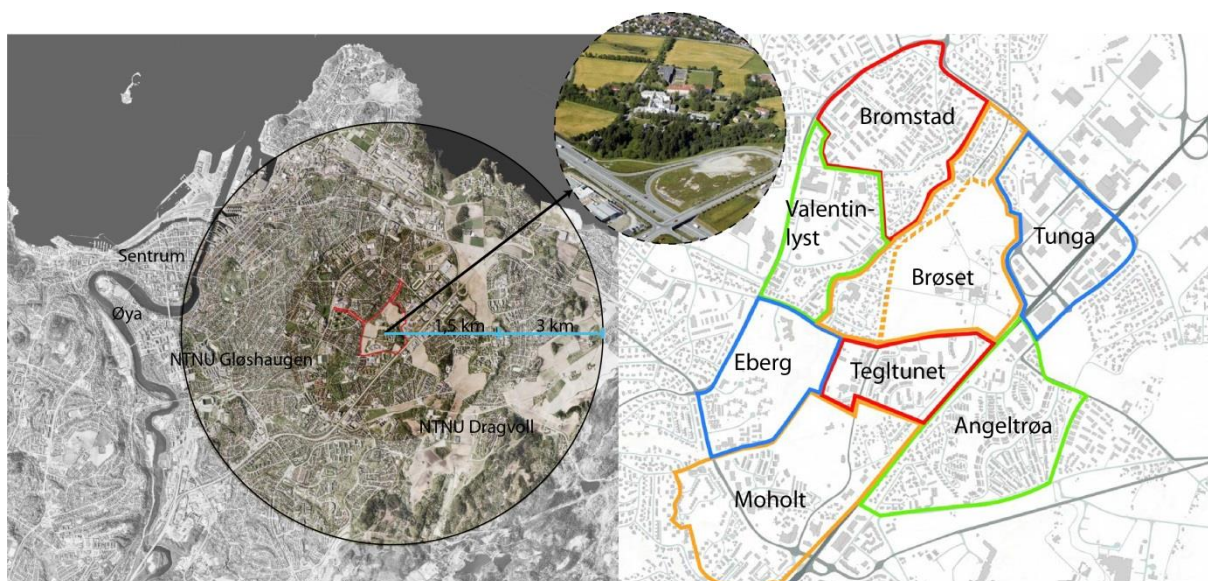 Sentrum
Øya
NTNU Gløshaugen
1,5 km
3 km
NTNU Dragvoll
Bromstad
Valentin-
lyst
Brøset
Tunga
Eberg
Tegltunet
Angeltrøa
Moholt